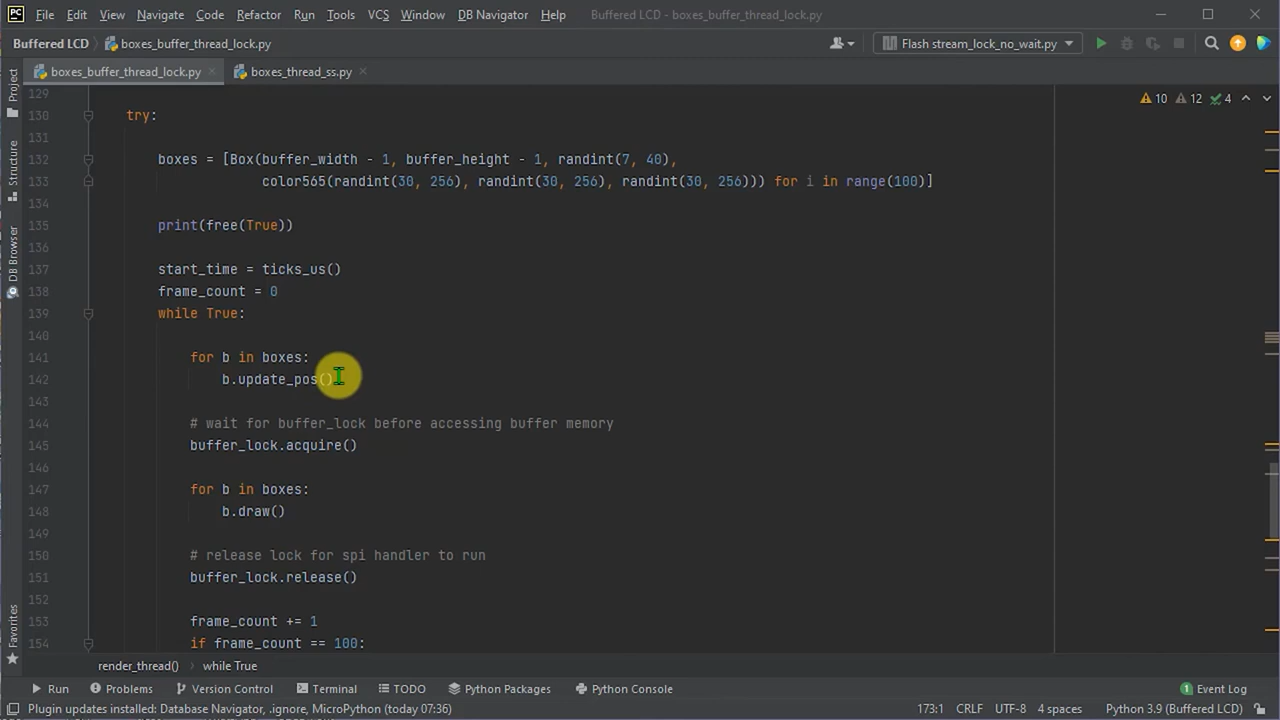 PC File Edit View Navigate Code Refactor Run Tools VCS Window DB Navigator Help Buffered LCD - boxes_buffer_thread_lock.py
Buffered LCD boxes_buffer_thread_lock.py Flash stream_lock_no_wait.py
boxes_buffer_thread_lock.py boxes_thread_ss.py
Project
Structure
DB Browser
Favorites
10 12 4
129
130 try:
131
132 boxes = [Box(buffer_width - 1, buffer_height - 1, randint(7, 40),
133 color565(randint(30, 256), randint(30, 256), randint(30, 256))) for i in range(100)]
134
135 print(free(True))
136
137 start_time = ticks_us()
138 frame_count = 0
139 while True:
140
141 for b in boxes:
142 b.update_pos()
143
144 # wait for buffer_lock before accessing buffer memory
145 buffer_lock.acquire()
146
147 for b in boxes:
148 b.draw()
149
150 # release lock for spi handler to run
151 buffer_lock.release()
152
153 frame_count += 1
154 if frame_count == 100:
render_thread() while True
Run Problems Version Control Terminal TODO Python Packages Python Console 1 Event Log
Plugin updates installed: Database Navigator, .ignore, MicroPython (today 07:36) 173:1 CRLF UTF-8 4 spaces Python 3.9 (Buffered LCD)